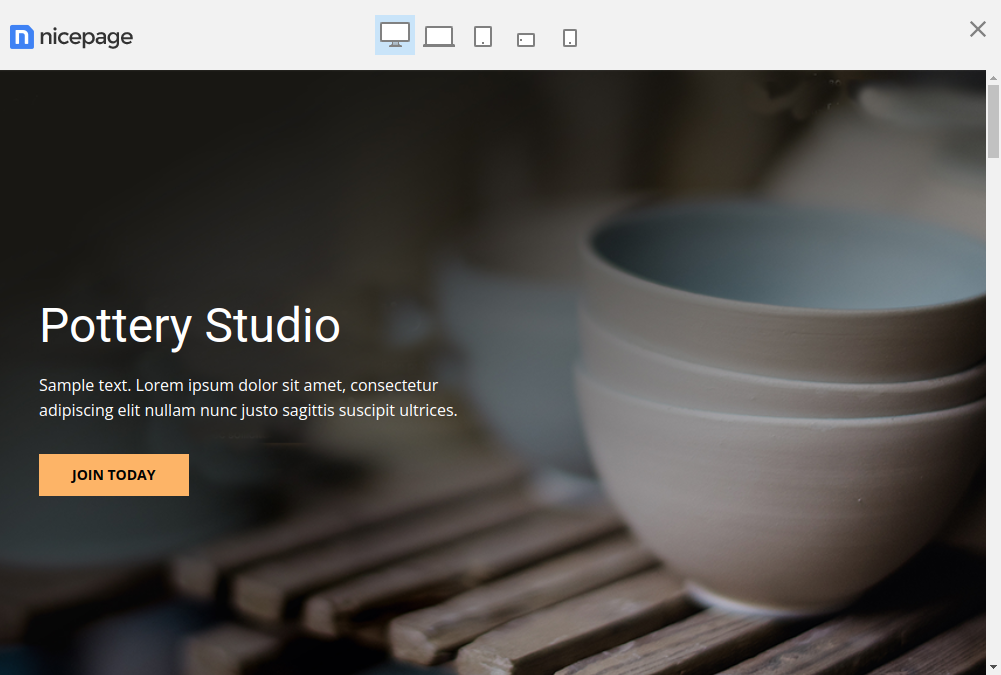 nicepage
Pottery Studio
Sample text. Lorem ipsum dolor sit amet, consectetur
adipiscing elit nullam nunc justo sagittis suscipit ultrices.
JOIN TODAY